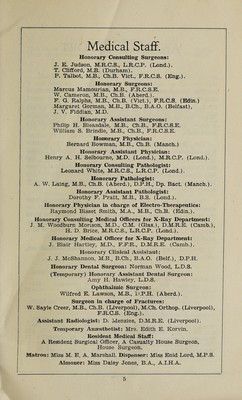 Medical Staff.
Honorary Consulting Surgeons:
J. E. Judson, M.R.C.S., L.R.C.P. (Lond.).
T. Clifford, M.B. (Durham).
P. Talbot, M.B., Ch.B. Vict., F.R.C.S. (Eng.).
Honorary Surgeons:
Marcus Mamourian, M.B., F.R.C.S.E.
W. Cameron, M.B., Ch.B. (Aberd.).
F. G. Ralphs, M.B., Ch.B. (Vict.), F.R.C.S. (Edin.)
Margaret Gorman, M.B., B.Ch., B.A.O. (Belfast),
J. V. Fiddian, M.D.
Honorary Assistant Surgeons:
Philip H. Bleasdale, M.B., Ch.B., F.R.C.S.E.
William S. Brindle, M.B., Ch.B., F.R.C.S.E.
Honorary Physician:
Bernard Bowman, M.B., Ch.B. (Manch.)
Honorary Assistant Physician:
Henry A. H. Selbourne, M.D. (Lond.), M.R.C.P. (Lond.).
Honorary Consulting Pathologist:
Leonard White, M.R.C.S., L.R.C.P. (Lond.).
Honorary Pathologist:
A. W. Laing, M.B., Ch.B. (Aberd.), D.P.H., Dp. Bact. (Manch.).
Honorary Assistant Pathologist:
Dorothy F. Pratt, M.B., B.S. (Lond.).
Honorary Physician in charge of Electro-Therapeutics:
Raymond Bisset Smith, M.A., M.B., Ch.B. (Edin.).
Honorary Consulting Medical Officers for X-Ray Department:
J. M. Woodburn Morison, M.D., C.B. (Glas.), D.M.R.E. (Camb.),
H. D. Brice, M.R.C.S., L.R.C.P. (Lond.).
Honorary Medical Officer for X-Ray Department:
J. Blair Hartley, M.D., F.F.R., D.M.R.E. (Camb.).
Honorary Clinical Assistant:
J. J. McShannon, M.B., B.Ch., B.A.O. (Belf.), D.P.H.
Honorary Dental Surgeon: Norman Wood, L.D.S.
(Temporary) Honorary Assistant Dental Surgeon:
Amy H. Hawley, L.D.S.
Ophthalmic Surgeon:
Wilfred E. Lawson, M.B., D.P.H. (Aberd.).
Surgeon in charge of Fractures:
W. Sayle Creer, M.B., Ch.B. (Liverpool), M.Ch. Orthop. (Liverpool),
F.R.C.S. (Eng.).
Assistant Radiologist: D. Menzies, D.M.R.E. (Liverpool).
Temporary Anæsthetist: Mrs. Edith E. Korvin.
Resident Medical Staff:
A Resident Surgical Officer, A Casualty House Surgeon,
House Surgeon.
Matron: Miss M. E. A. Marshall, Dispenser: Miss Enid Lord, M.P.S.
Almoner: Miss Daisy Jones, B.A., A.I.H.A.
5